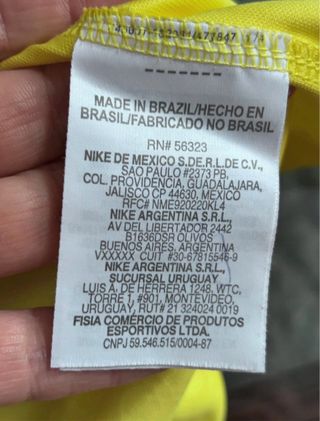 MADE IN BRAZIL/HECHO EN
BRASIL/FABRICADO NO BRASIL
RN# 56323
NIKE DE MEXICO S.DE.R.L.DE C.V.,
SAO PAULO #2373 PB,
COL. PROVIDENCIA, GUADALAJARA,
JALISCO CP 44630, MEXICO
RFC# NME920220KL4
NIKE ARGENTINA S.R.L.,
AV DEL LIBERTADOR 2442
B1636DSR OLIVOS
BUENOS AIRES, ARGENTINA
VXXXXX CUIT #30-67815546-9
NIKE ARGENTINA S.R.L.,
SUCURSAL URUGUAY
LUIS A. DE HERRERA 1248, WTC,
TORRE 1, #901, MONTEVIDEO,
URUGUAY, RUT# 21 324024 0019
FISIA COMÉRCIO DE PRODUTOS
ESPORTIVOS LTDA.
CNPJ 59.546.515/0004-87